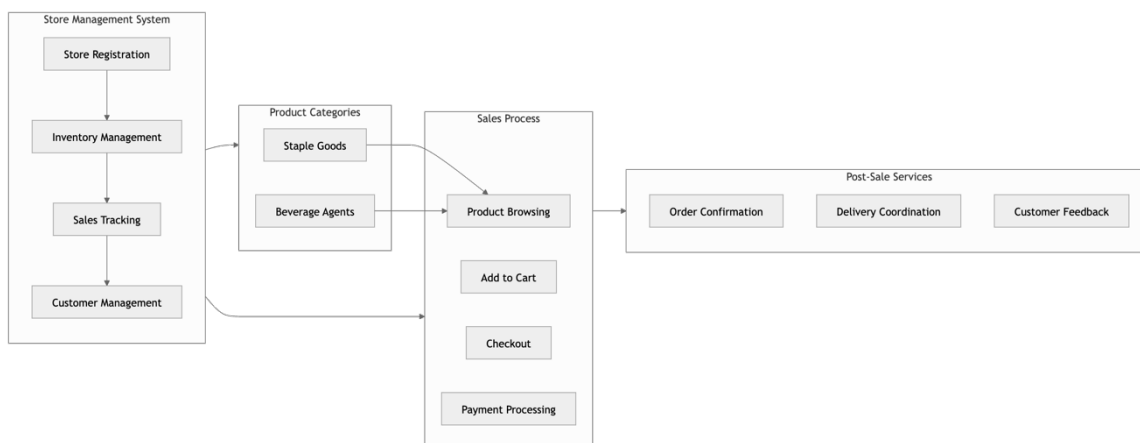 Store Management System
Store Registration
Inventory Management
Sales Tracking
Customer Management
Product Categories
Staple Goods
Beverage Agents
Sales Process
Product Browsing
Add to Cart
Checkout
Payment Processing
Post-Sale Services
Order Confirmation
Delivery Coordination
Customer Feedback